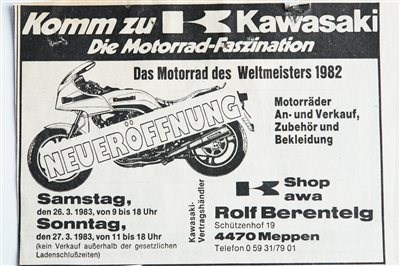 Komm zu K Kawasaki
Die Motorrad-Faszination
Das Motorrad des Weltmeisters 1982
NEUERÖFFNUNG
Motorräder
An- und Verkauf,
Zubehör und
Bekleidung
Samstag,
den 26. 3. 1983, von 9 bis 18 Uhr
Sonntag,
den 27. 3. 1983, von 11 bis 18 Uhr
(kein Verkauf außerhalb der gesetzlichen
Ladenschlußzeiten)
Kawasaki-
Vertragshändler
K Shop
awa
Rolf Berentelg
Schützenhof 19
4470 Meppen
Telefon 0 59 31/79 01